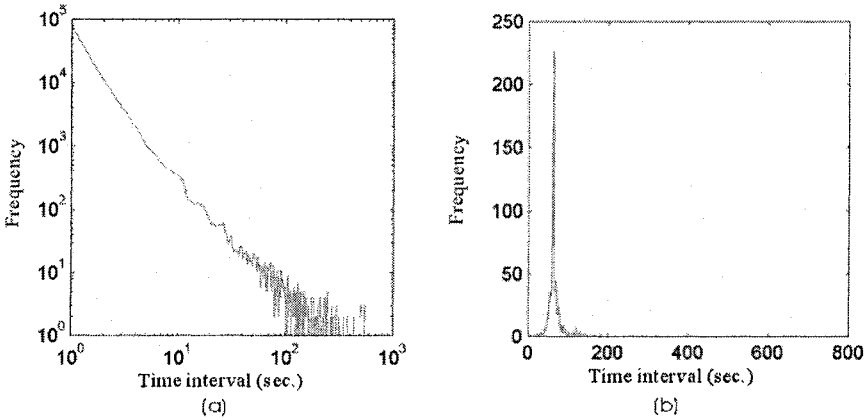 10^5
10^4
10^3
10^2
10^1
10^0
Frequency
10^0 10^1 10^2 10^3
Time interval (sec.)
(a)
250
200
150
100
50
0
Frequency
0 200 400 600 800
Time interval (sec.)
(b)